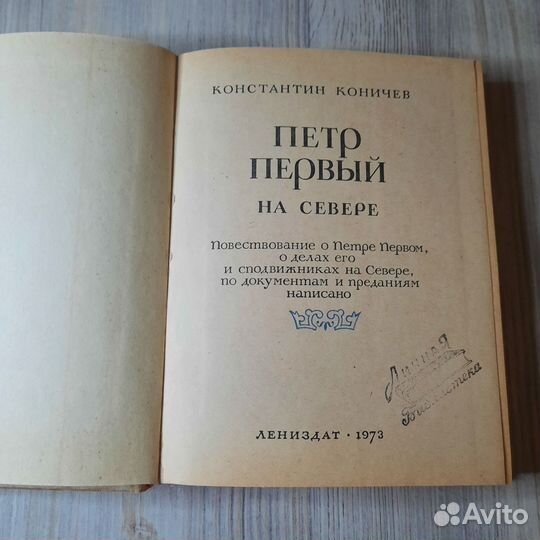 КОНСТАНТИН КОНИЧЕВ
ПЕТР
ПЕРВЫЙ
НА СЕВЕРЕ
Повествование о Петре Первом,
о делах его
и сподвижниках на Севере,
по документам и преданиям
написано
Личная
Библиотека
ЛЕНИЗДАТ · 1973
Avito